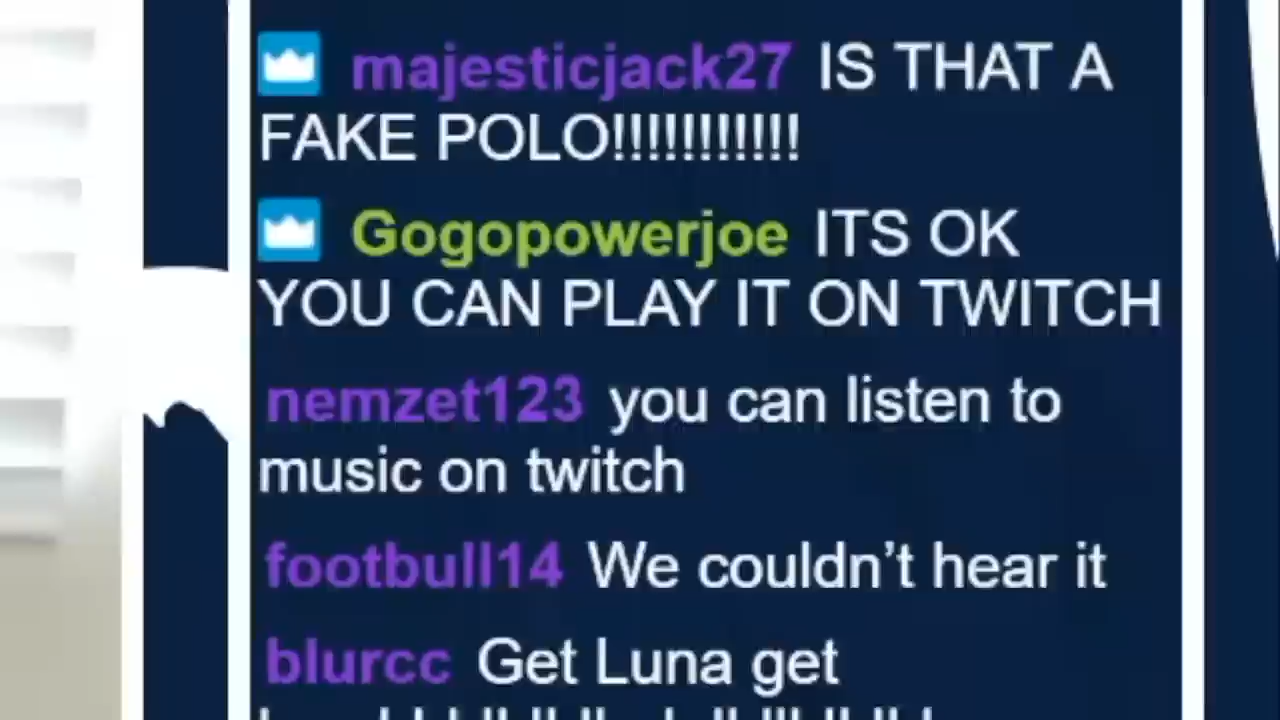 majesticjack27 IS THAT A
FAKE POLO!!!!!!!!!!!
Gogopowerjoe ITS OK
YOU CAN PLAY IT ON TWITCH
nemzet123 you can listen to
music on twitch
footbull14 We couldn't hear it
blurcc Get Luna get